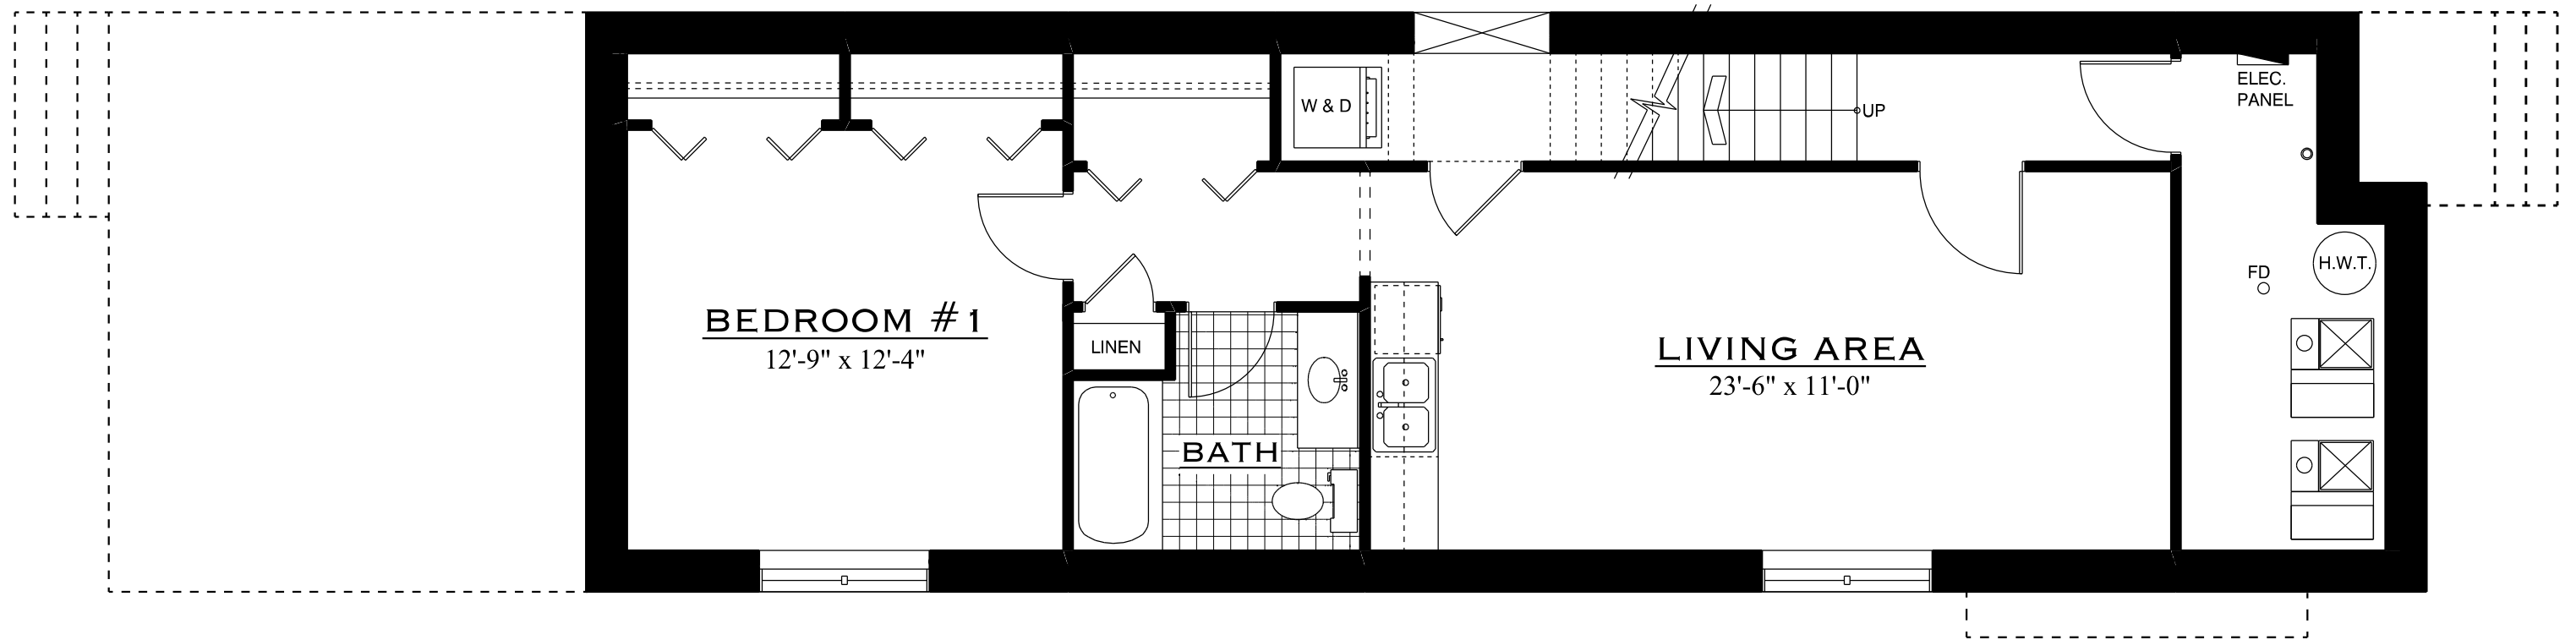 W & D
UP
ELEC.
PANEL
FD
H.W.T.
BEDROOM #1
12'-9" x 12'-4"
LINEN
BATH
LIVING AREA
23'-6" x 11'-0"